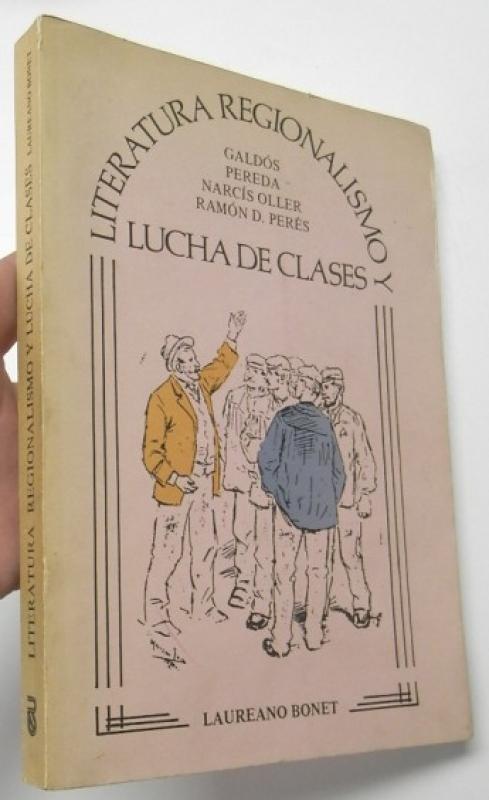 LITERATURA REGIONALISMO Y
GALDÓS
PEREDA
NARCÍS OLLER
RAMÓN D. PERÉS
LUCHA DE CLASES
LAUREANO BONET
LITERATURA REGIONALISMO Y LUCHA DE CLASES LAUREANO BONET